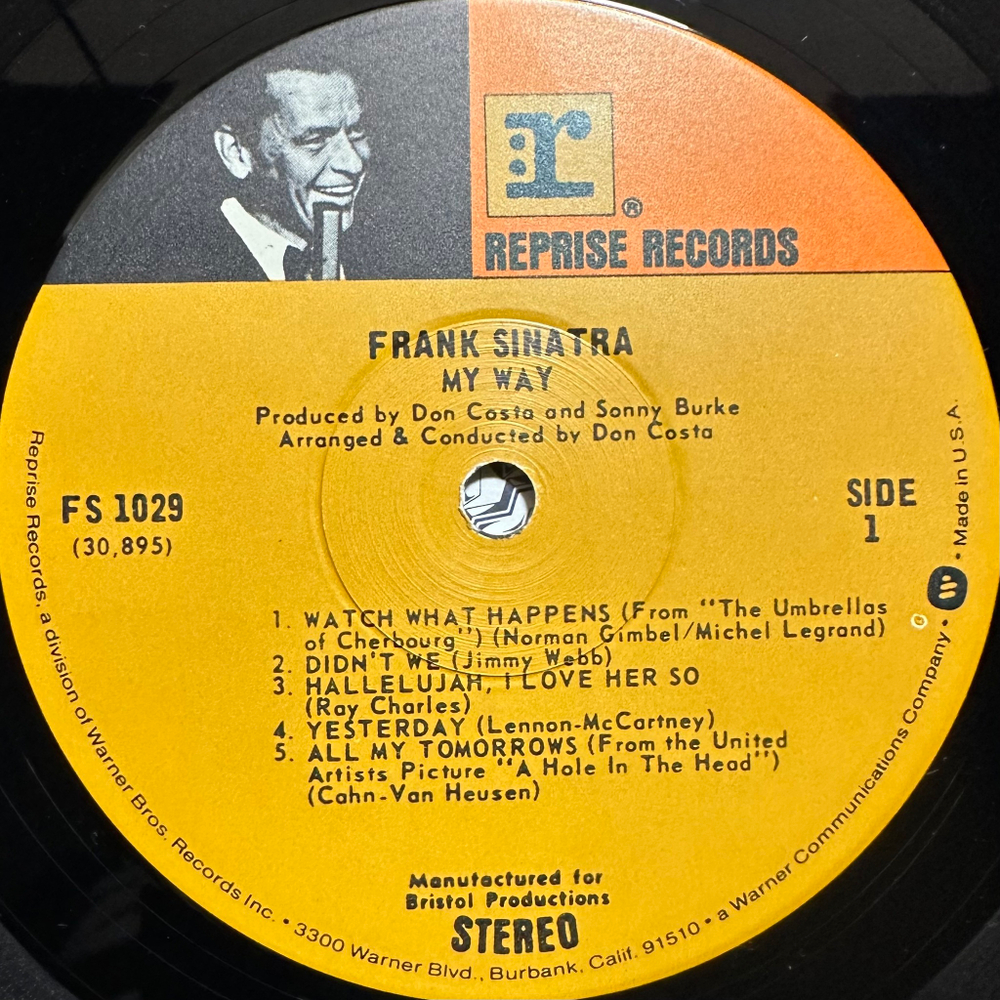 r
®
REPRISE RECORDS
FRANK SINATRA
MY WAY
Produced by Don Costa and Sonny Burke
Arranged & Conducted by Don Costa
FS 1029
(30,895)
SIDE
1
1. WATCH WHAT HAPPENS (From "The Umbrellas
of Cherbourg") (Norman Gimbel/Michel Legrand)
2. DIDN'T WE (Jimmy Webb)
3. HALLELUJAH, I LOVE HER SO
(Ray Charles)
4. YESTERDAY (Lennon-McCartney)
5. ALL MY TOMORROWS (From the United
Artists Picture "A Hole In The Head")
(Cahn-Van Heusen)
Manufactured for
Bristol Productions
STEREO
Reprise Records, a division of Warner Bros. Records Inc. • 3300 Warner Blvd., Burbank, Calif. 91510 • a Warner Communications Company • W • Made in U.S.A.